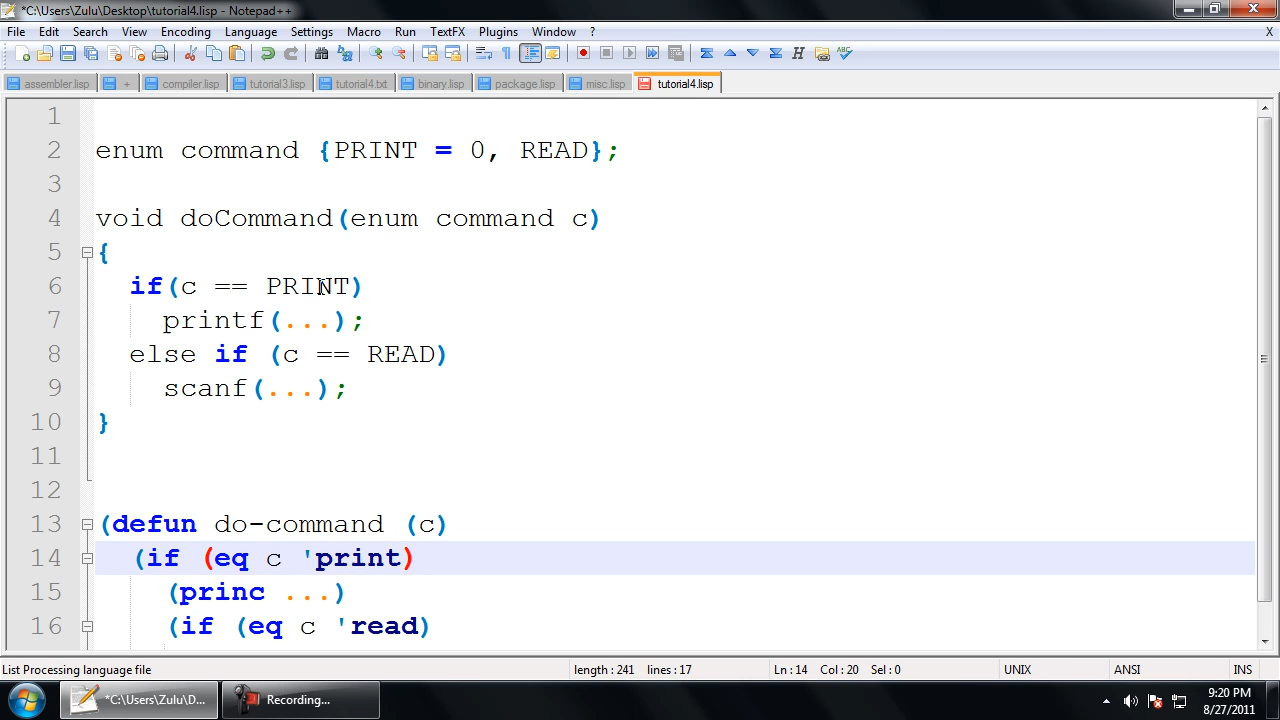 *C:\Users\Zulu\Desktop\tutorial4.lisp - Notepad++
File Edit Search View Encoding Language Settings Macro Run TextFX Plugins Window ? X
assembler.lisp + compiler.lisp tutorial3.lisp tutorial4.txt binary.lisp package.lisp misc.lisp tutorial4.lisp
1
2 enum command {PRINT = 0, READ};
3
4 void doCommand(enum command c)
5 {
6 if(c == PRINT)
7 printf(...);
8 else if (c == READ)
9 scanf(...);
10 }
11
12
13 (defun do-command (c)
14 (if (eq c 'print)
15 (princ ...)
16 (if (eq c 'read)
List Processing language file length : 241 lines : 17 Ln : 14 Col : 20 Sel : 0 UNIX ANSI INS
*C:\Users\Zulu\D... Recording... 9:20 PM
8/27/2011